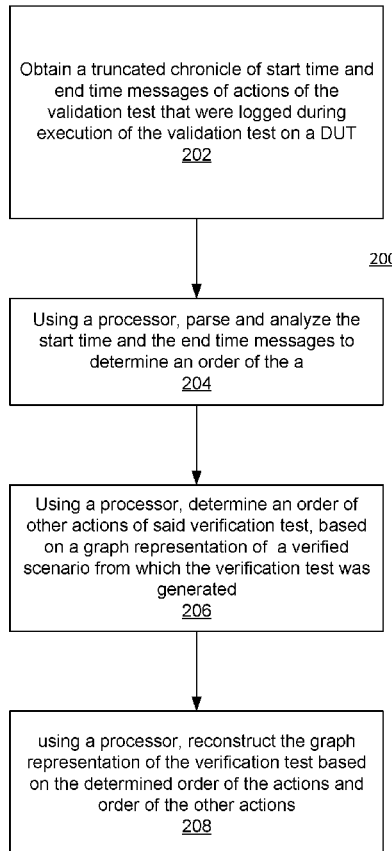 Obtain a truncated chronicle of start time and
end time messages of actions of the
validation test that were logged during
execution of the validation test on a DUT
202
200
Using a processor, parse and analyze the
start time and the end time messages to
determine an order of the a
204
Using a processor, determine an order of
other actions of said verification test, based
on a graph representation of a verified
scenario from which the verification test was
generated
206
using a processor, reconstruct the graph
representation of the verification test based
on the determined order of the actions and
order of the other actions
208